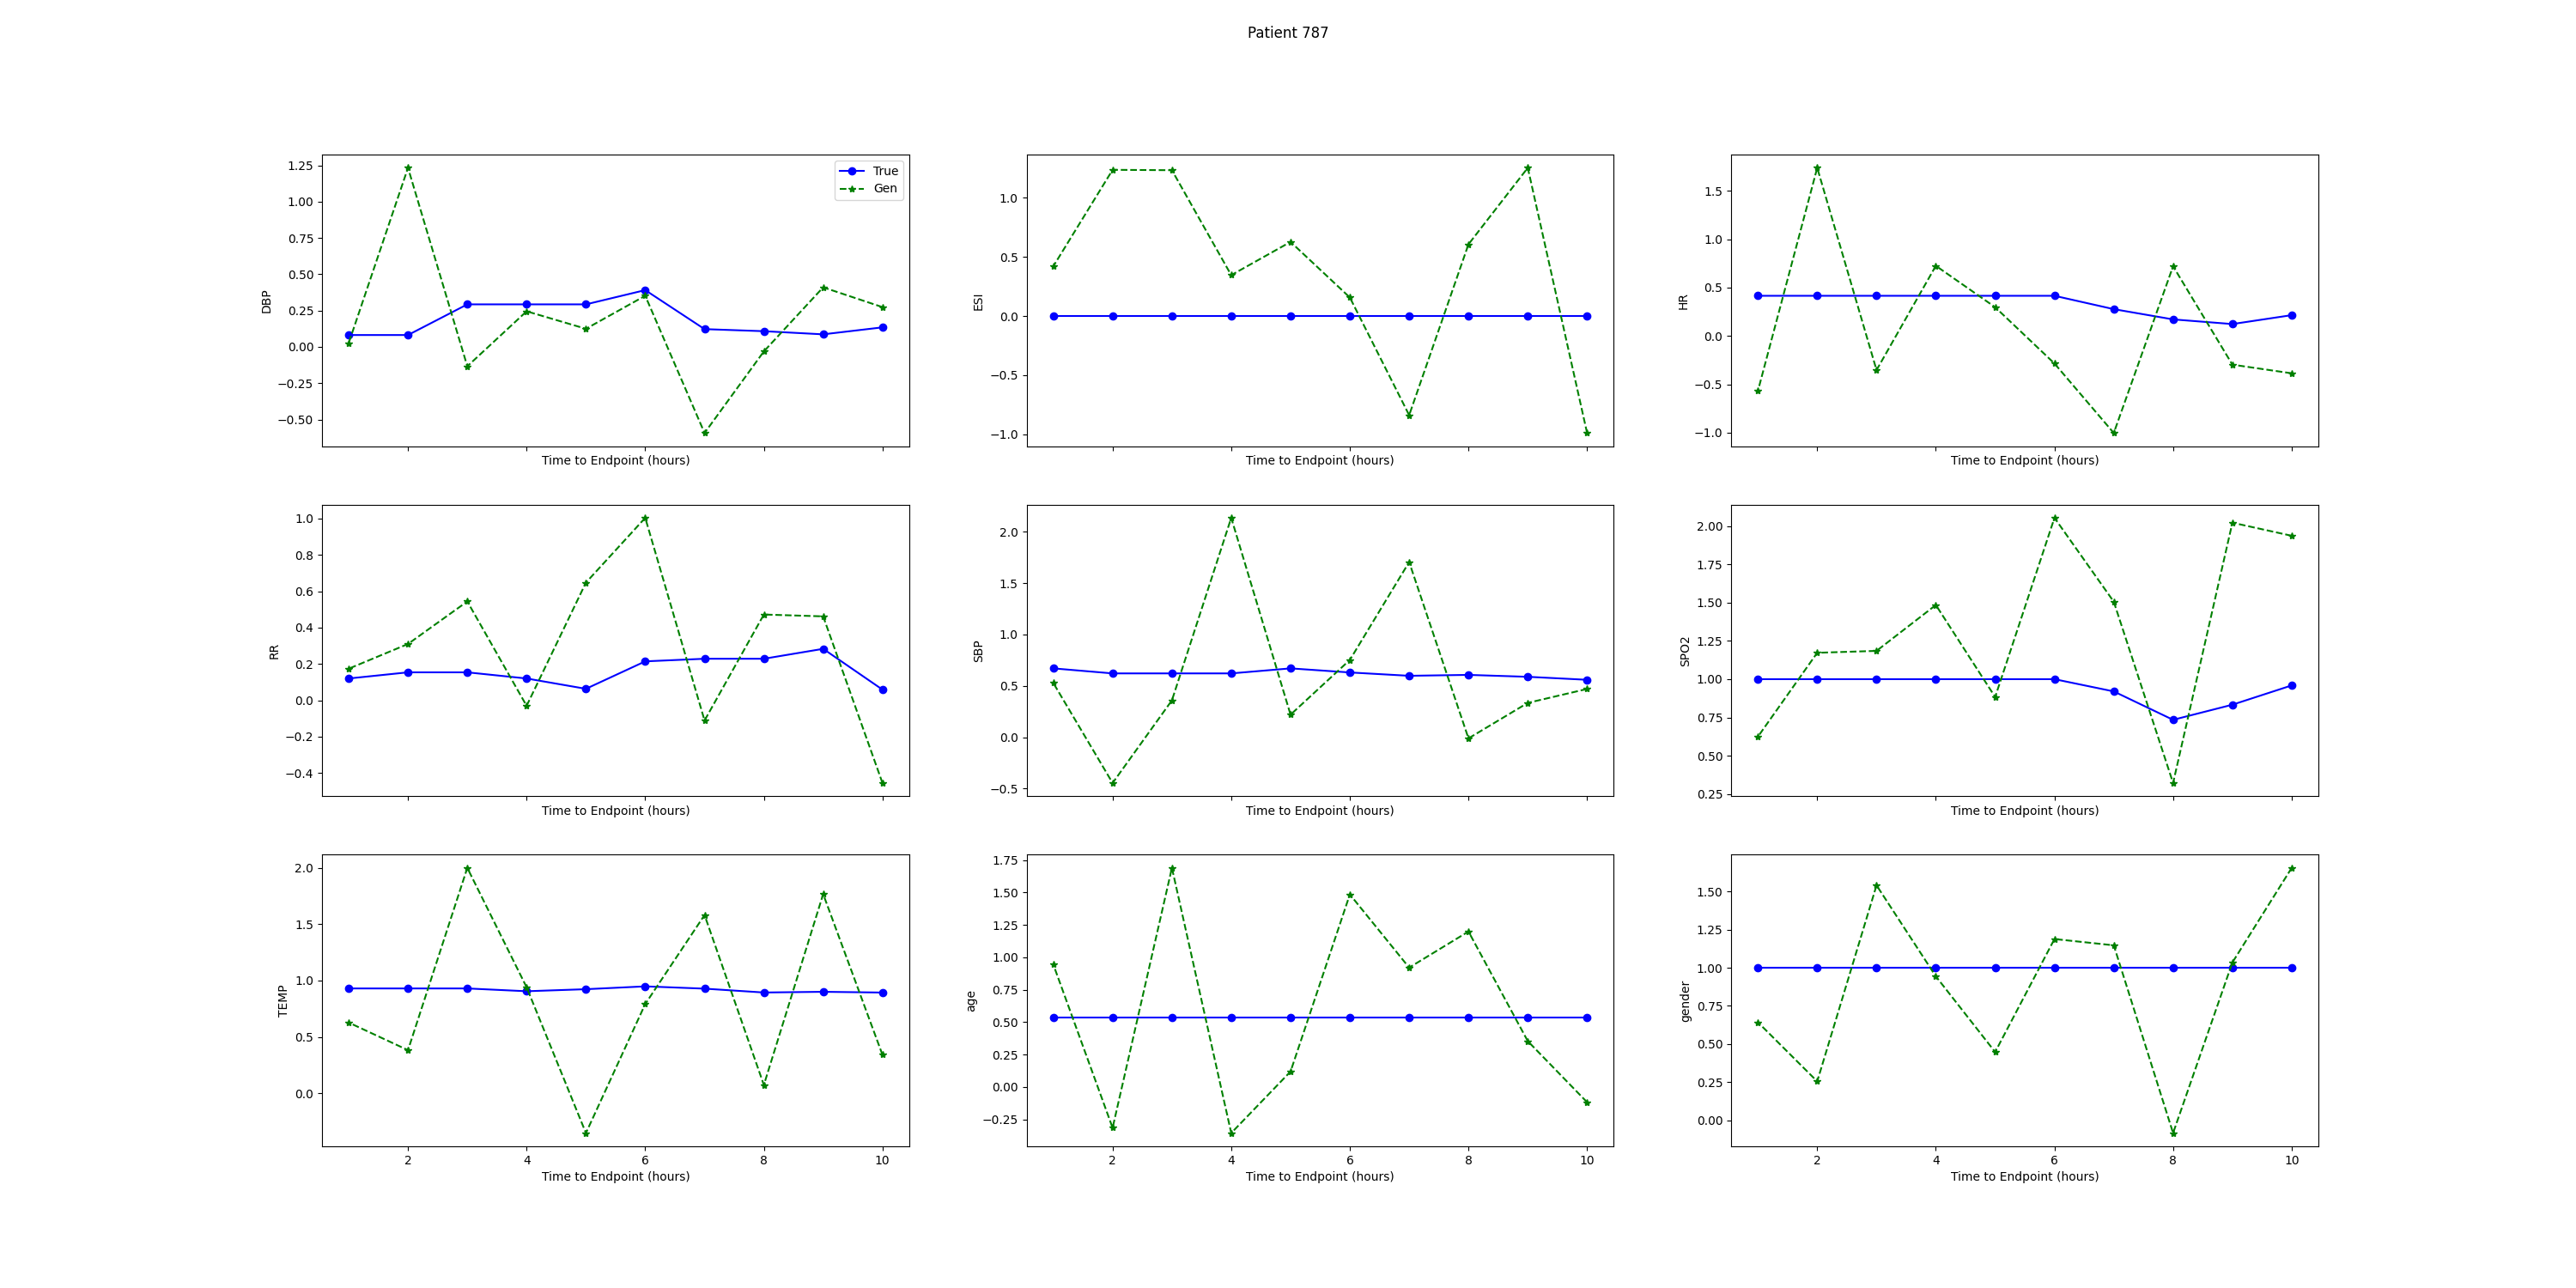 Patient 787
1.25
1.00
0.75
0.50
0.25
0.00
−0.25
−0.50
DBP
True
Gen
Time to Endpoint (hours)
1.0
0.5
0.0
−0.5
−1.0
ESI
Time to Endpoint (hours)
1.5
1.0
0.5
0.0
−0.5
−1.0
HR
Time to Endpoint (hours)
1.0
0.8
0.6
0.4
0.2
0.0
−0.2
−0.4
RR
Time to Endpoint (hours)
2.0
1.5
1.0
0.5
0.0
−0.5
SBP
Time to Endpoint (hours)
2.00
1.75
1.50
1.25
1.00
0.75
0.50
0.25
SPO2
Time to Endpoint (hours)
2.0
1.5
1.0
0.5
0.0
TEMP
2 4 6 8 10
Time to Endpoint (hours)
1.75
1.50
1.25
1.00
0.75
0.50
0.25
0.00
−0.25
age
2 4 6 8 10
Time to Endpoint (hours)
1.50
1.25
1.00
0.75
0.50
0.25
0.00
gender
2 4 6 8 10
Time to Endpoint (hours)